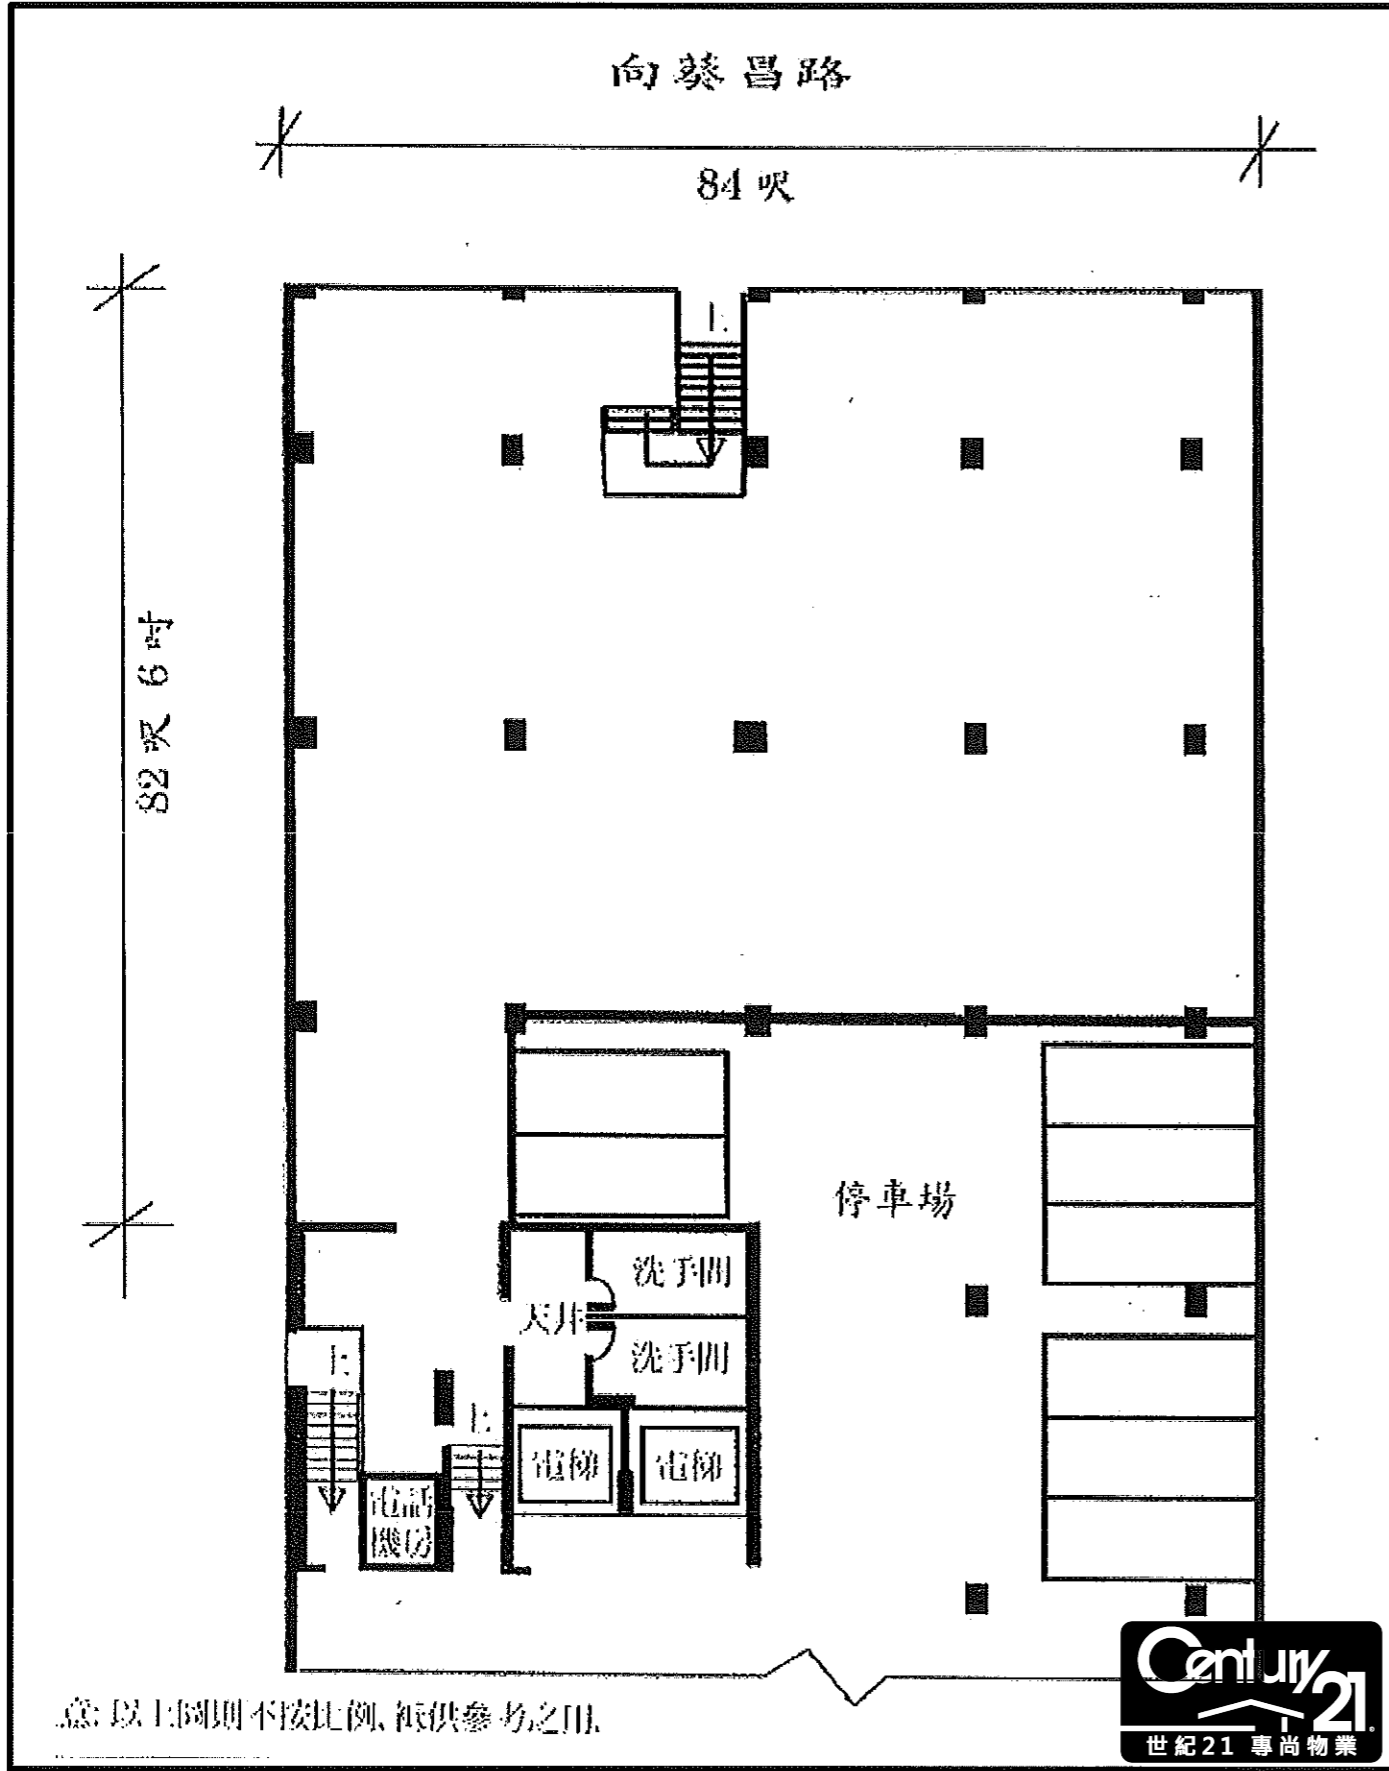 向葵昌路
84 呎
82 呎 6 吋
上
停車場
洗手間
天井
洗手間
上
上
電梯
電梯
電話
機房
以上圖則不按比例、祇供參考之用
Century 21
世紀21 專尚物業